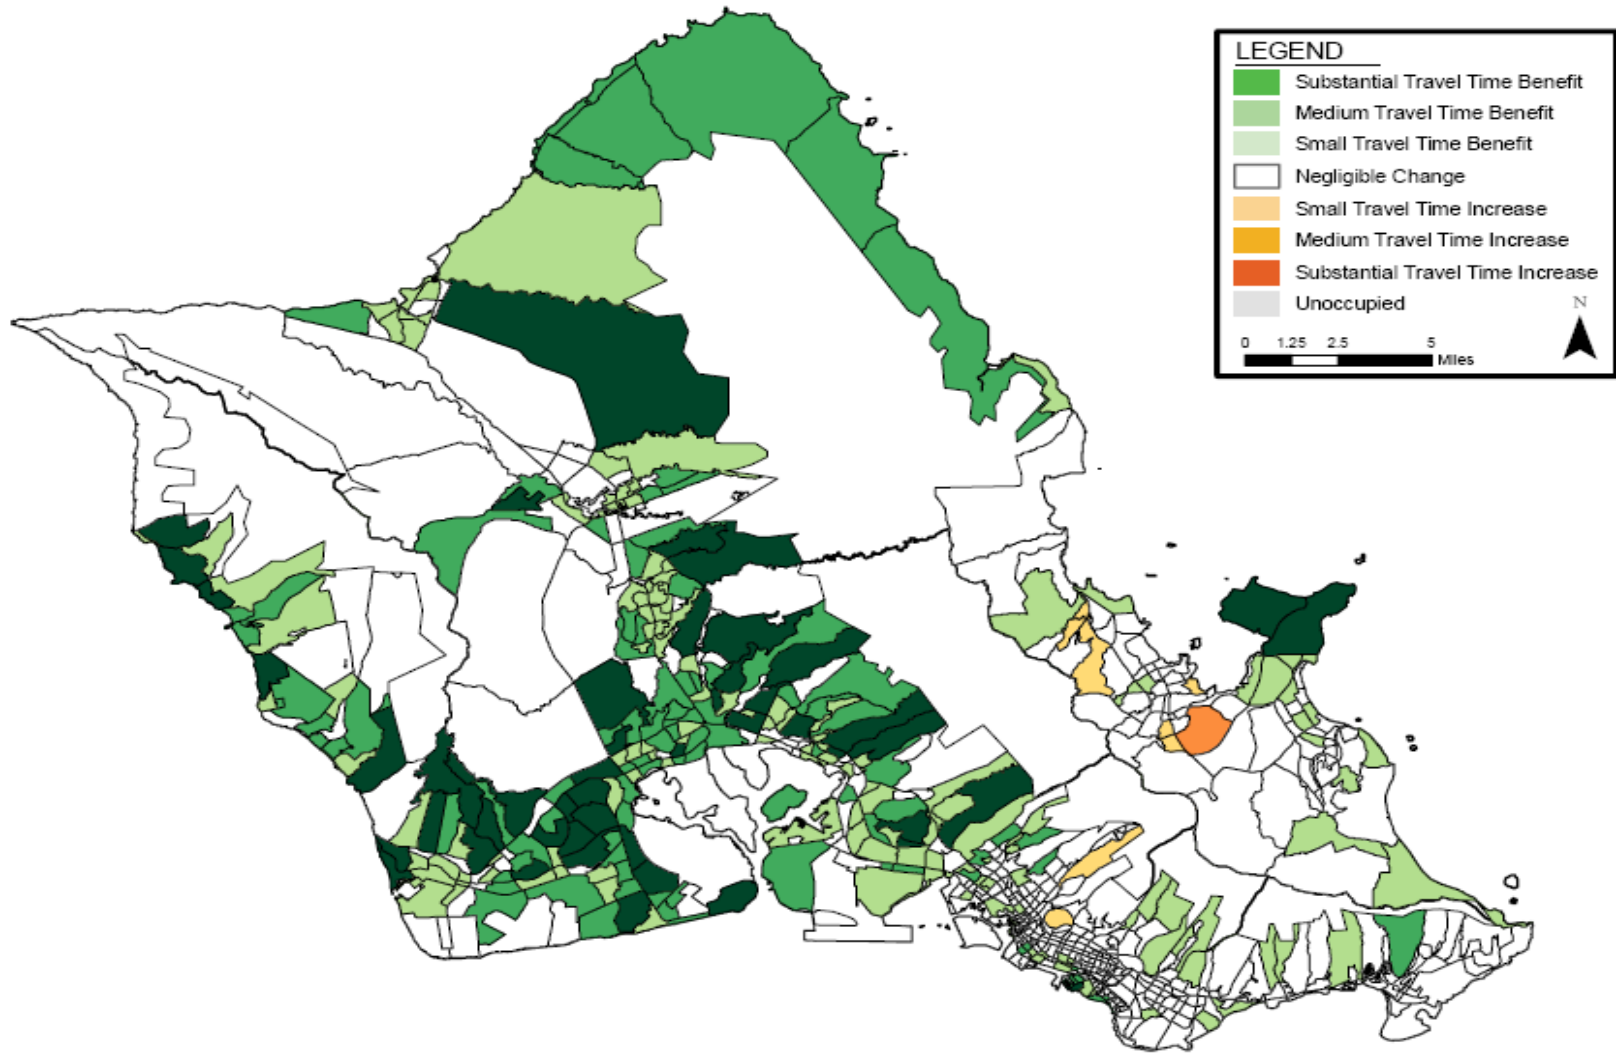 LEGEND
Substantial Travel Time Benefit
Medium Travel Time Benefit
Small Travel Time Benefit
Negligible Change
Small Travel Time Increase
Medium Travel Time Increase
Substantial Travel Time Increase
Unoccupied
N
0 1.25 2.5 5
Miles